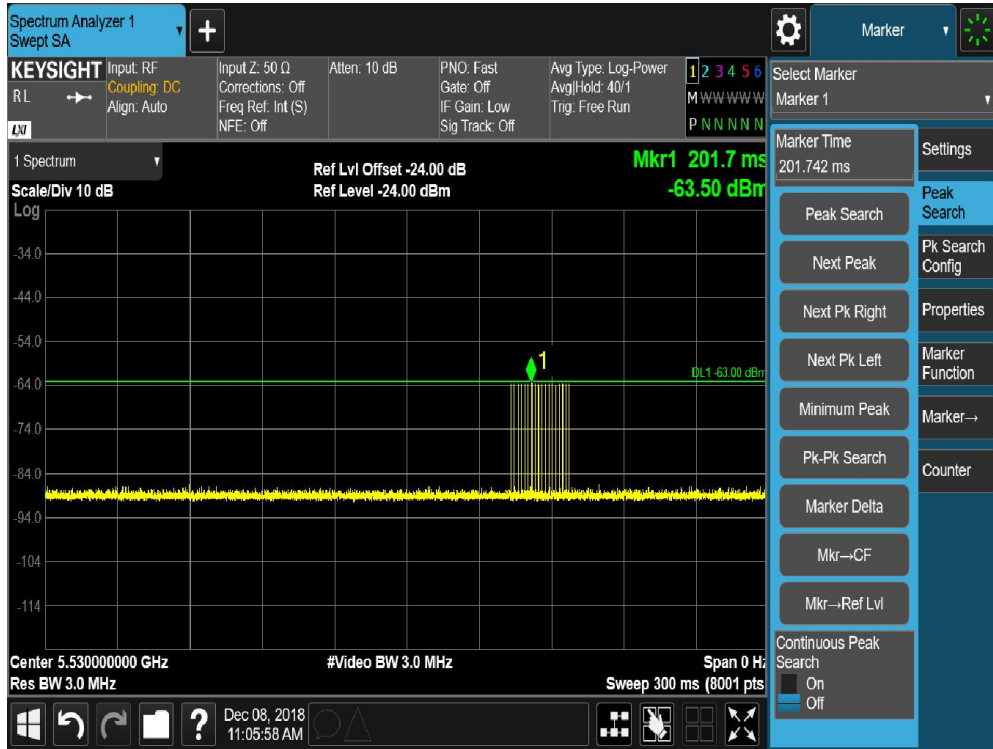 Spectrum Analyzer 1
Swept SA
+
Marker
KEYSIGHT
RL
LXI
Input: RF
Coupling: DC
Align: Auto
Input Z: 50 Ω
Corrections: Off
Freq Ref: Int (S)
NFE: Off
Atten: 10 dB
PNO: Fast
Gate: Off
IF Gain: Low
Sig Track: Off
Avg Type: Log-Power
Avg|Hold: 40/1
Trig: Free Run
1 2 3 4 5 6
M W W W W W
P N N N N N
Select Marker
Marker 1
1 Spectrum
Scale/Div 10 dB
Log
Ref Lvl Offset -24.00 dB
Ref Level -24.00 dBm
Mkr1 201.7 ms
-63.50 dBm
-34.0
-44.0
-54.0
-64.0
-74.0
-84.0
-94.0
-104
-114
1
DL1 -63.00 dBm
Center 5.530000000 GHz
Res BW 3.0 MHz
#Video BW 3.0 MHz
Span 0 Hz
Sweep 300 ms (8001 pts
Marker Time
201.742 ms
Peak Search
Next Peak
Next Pk Right
Next Pk Left
Minimum Peak
Pk-Pk Search
Marker Delta
Mkr→CF
Mkr→Ref Lvl
Continuous Peak
Search
On
Off
Settings
Peak
Search
Pk Search
Config
Properties
Marker
Function
Marker→
Counter
?
Dec 08, 2018
11:05:58 AM